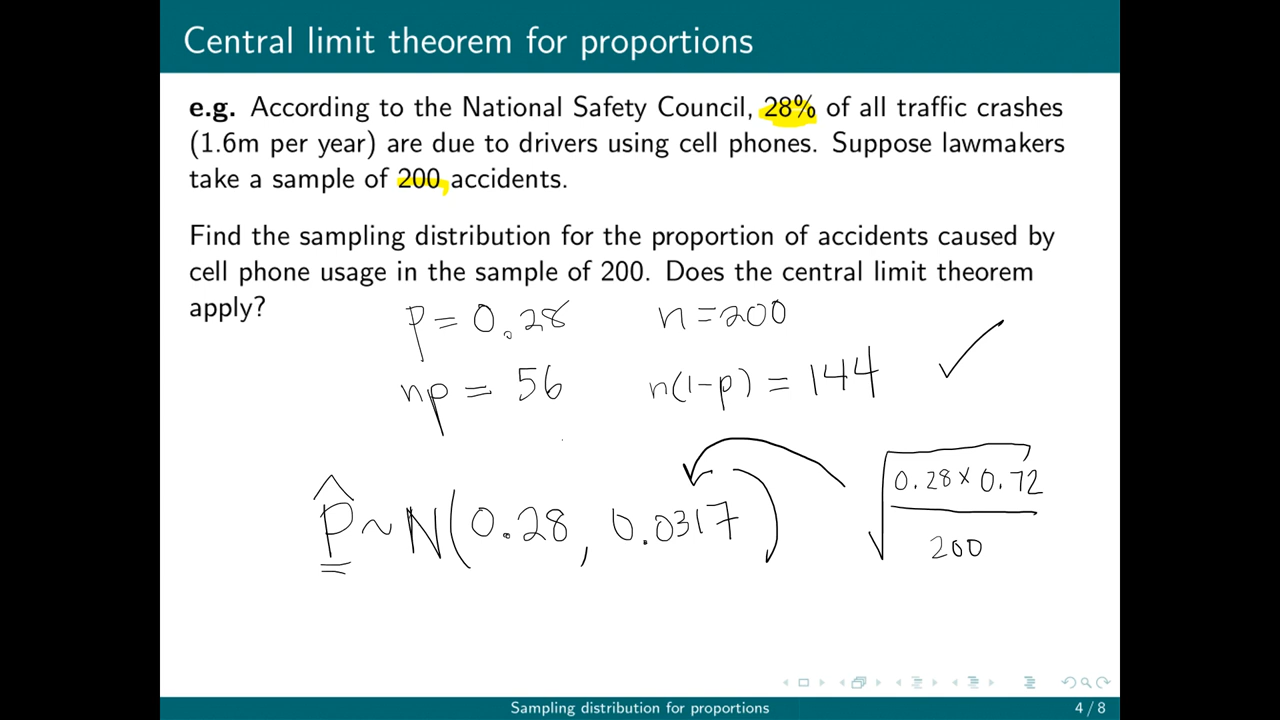 Central limit theorem for proportions
e.g. According to the National Safety Council, 28% of all traffic crashes
(1.6m per year) are due to drivers using cell phones. Suppose lawmakers
take a sample of 200 accidents.
Find the sampling distribution for the proportion of accidents caused by
cell phone usage in the sample of 200. Does the central limit theorem
apply?
p = 0.28 n = 200
np = 56 n(1-p) = 144 ✓
p̂ ~ N(0.28, 0.0317)
√(0.28 × 0.72
200
Sampling distribution for proportions 4 / 8